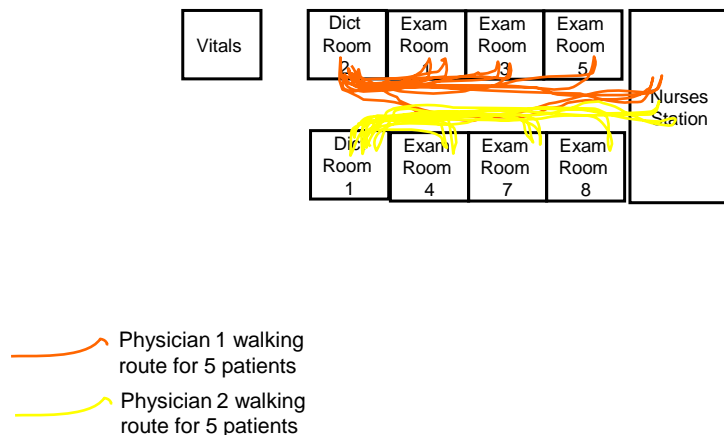 Vitals
Dict
Room
2
Exam
Room
1
Exam
Room
3
Exam
Room
5
Nurses
Station
Dict
Room
1
Exam
Room
4
Exam
Room
7
Exam
Room
8
Physician 1 walking
route for 5 patients
Physician 2 walking
route for 5 patients